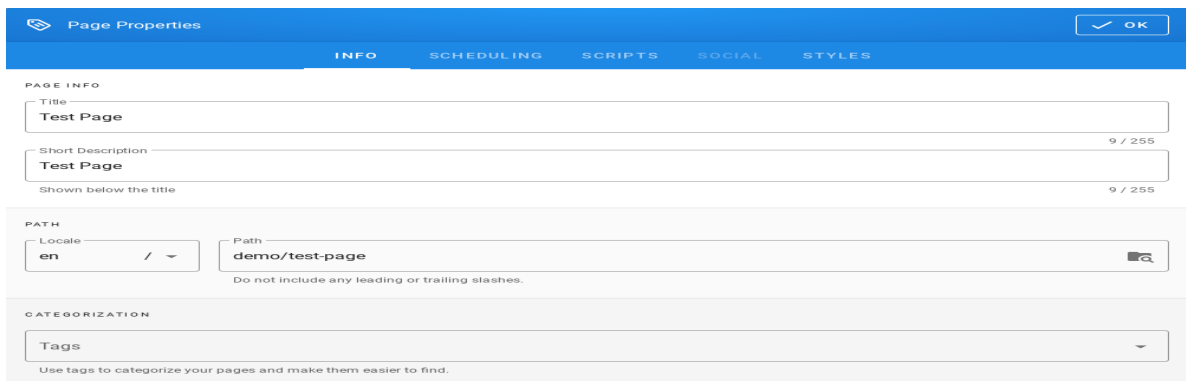 Page Properties
OK
INFO SCHEDULING SCRIPTS SOCIAL STYLES
PAGE INFO
Title
Test Page
9 / 255
Short Description
Test Page
Shown below the title 9 / 255
PATH
Locale Path
en / demo/test-page
Do not include any leading or trailing slashes.
CATEGORIZATION
Tags
Use tags to categorize your pages and make them easier to find.